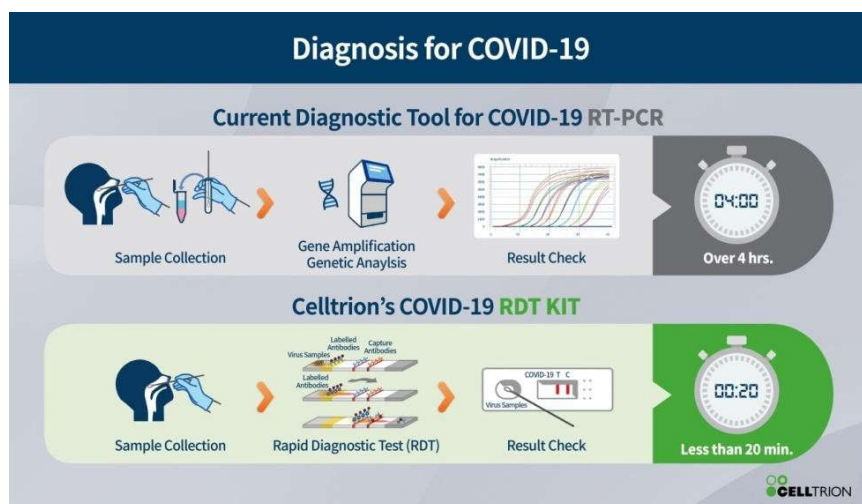 Diagnosis for COVID-19
Current Diagnostic Tool for COVID-19 RT-PCR
Sample Collection
Gene Amplification
Genetic Anaylsis
Amplification
Result Check
04:00
Over 4 hrs.
Celltrion's COVID-19 RDT KIT
Sample Collection
Virus Samples
Labelled
Antibodies
Capture
Antibodies
Labelled
Antibodies
Rapid Diagnostic Test (RDT)
COVID-19 T C
Virus Samples
Result Check
00:20
Less than 20 min.
CELLTRION